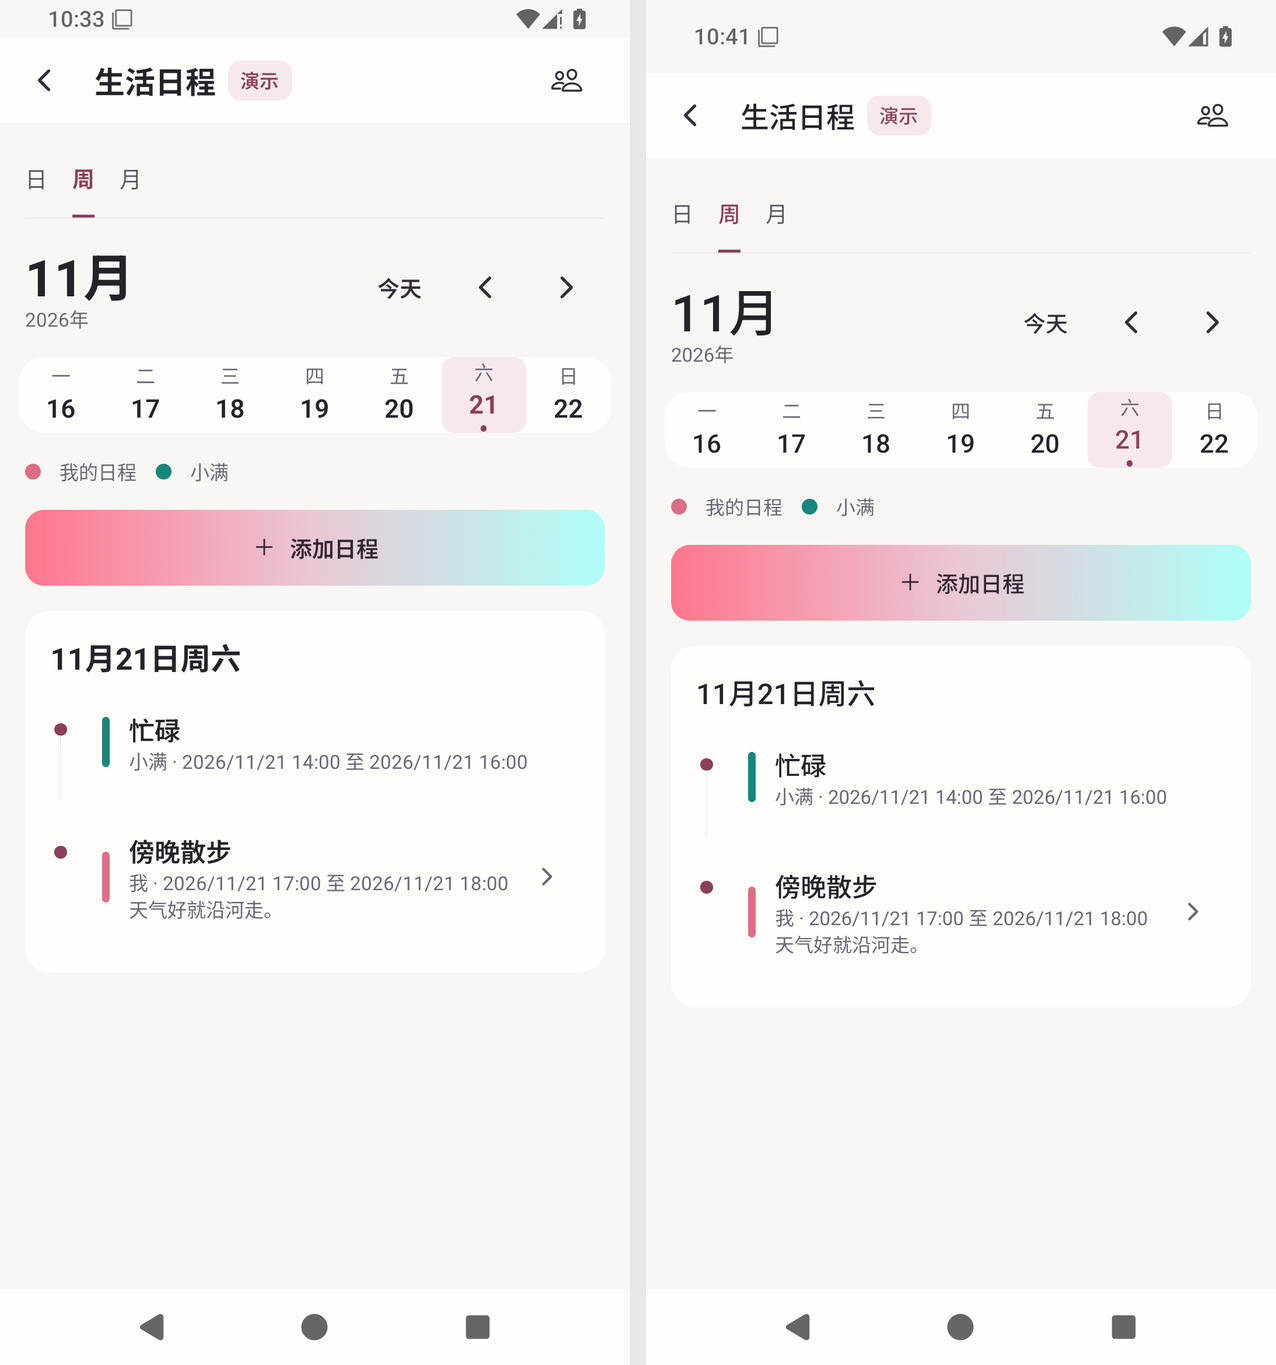 10:33
生活日程 演示
日 周 月
11月
今天
2026年
一 二 三 四 五 六 日
16 17 18 19 20 21 22
我的日程 小满
添加日程
11月21日周六
忙碌
小满 · 2026/11/21 14:00 至 2026/11/21 16:00
傍晚散步
我 · 2026/11/21 17:00 至 2026/11/21 18:00
天气好就沿河走。
10:41
生活日程 演示
日 周 月
11月
今天
2026年
一 二 三 四 五 六 日
16 17 18 19 20 21 22
我的日程 小满
添加日程
11月21日周六
忙碌
小满 · 2026/11/21 14:00 至 2026/11/21 16:00
傍晚散步
我 · 2026/11/21 17:00 至 2026/11/21 18:00
天气好就沿河走。